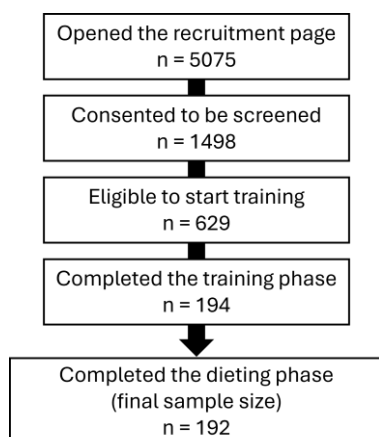 Opened the recruitment page
n = 5075
Consented to be screened
n = 1498
Eligible to start training
n = 629
Completed the training phase
n = 194
Completed the dieting phase
(final sample size)
n = 192